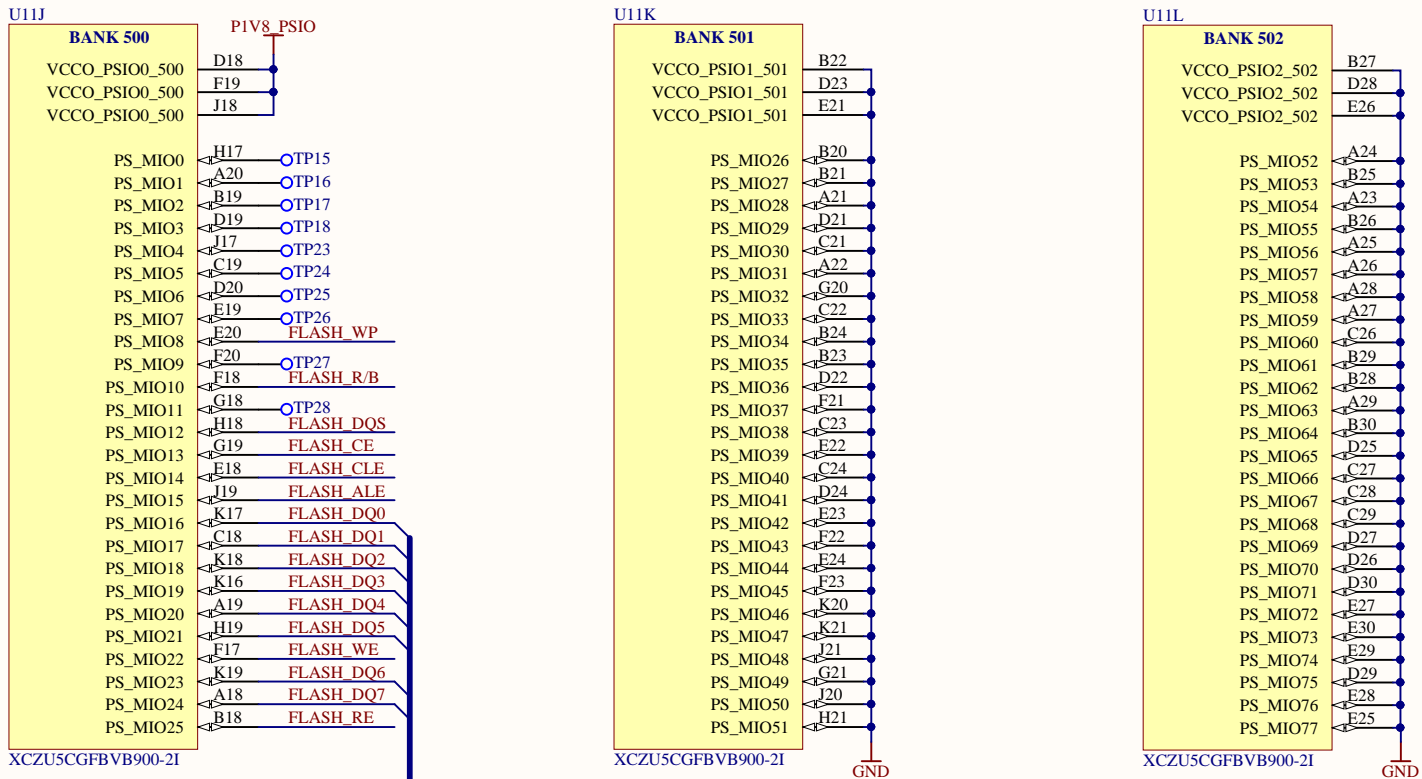 U11J
BANK 500
P1V8_PSIO
VCCO_PSIO0_500 D18
VCCO_PSIO0_500 F19
VCCO_PSIO0_500 J18
PS_MIO0 H17 TP15
PS_MIO1 A20 TP16
PS_MIO2 B19 TP17
PS_MIO3 D19 TP18
PS_MIO4 J17 TP23
PS_MIO5 C19 TP24
PS_MIO6 D20 TP25
PS_MIO7 E19 TP26
PS_MIO8 E20 FLASH_WP
PS_MIO9 F20 TP27
PS_MIO10 F18 FLASH_R/B
PS_MIO11 G18 TP28
PS_MIO12 H18 FLASH_DQS
PS_MIO13 G19 FLASH_CE
PS_MIO14 E18 FLASH_CLE
PS_MIO15 J19 FLASH_ALE
PS_MIO16 K17 FLASH_DQ0
PS_MIO17 C18 FLASH_DQ1
PS_MIO18 K18 FLASH_DQ2
PS_MIO19 K16 FLASH_DQ3
PS_MIO20 A19 FLASH_DQ4
PS_MIO21 H19 FLASH_DQ5
PS_MIO22 F17 FLASH_WE
PS_MIO23 K19 FLASH_DQ6
PS_MIO24 A18 FLASH_DQ7
PS_MIO25 B18 FLASH_RE
XCZU5CGFBVB900-2I
U11K
BANK 501
VCCO_PSIO1_501 B22
VCCO_PSIO1_501 D23
VCCO_PSIO1_501 E21
PS_MIO26 B20
PS_MIO27 B21
PS_MIO28 A21
PS_MIO29 D21
PS_MIO30 C21
PS_MIO31 A22
PS_MIO32 G20
PS_MIO33 C22
PS_MIO34 B24
PS_MIO35 B23
PS_MIO36 D22
PS_MIO37 F21
PS_MIO38 C23
PS_MIO39 E22
PS_MIO40 C24
PS_MIO41 D24
PS_MIO42 E23
PS_MIO43 F22
PS_MIO44 E24
PS_MIO45 F23
PS_MIO46 K20
PS_MIO47 K21
PS_MIO48 J21
PS_MIO49 G21
PS_MIO50 J20
PS_MIO51 H21
XCZU5CGFBVB900-2I
GND
U11L
BANK 502
VCCO_PSIO2_502 B27
VCCO_PSIO2_502 D28
VCCO_PSIO2_502 E26
PS_MIO52 A24
PS_MIO53 B25
PS_MIO54 A23
PS_MIO55 B26
PS_MIO56 A25
PS_MIO57 A26
PS_MIO58 A28
PS_MIO59 A27
PS_MIO60 C26
PS_MIO61 B29
PS_MIO62 B28
PS_MIO63 A29
PS_MIO64 B30
PS_MIO65 D25
PS_MIO66 C27
PS_MIO67 C28
PS_MIO68 C29
PS_MIO69 D27
PS_MIO70 D26
PS_MIO71 D30
PS_MIO72 E27
PS_MIO73 E30
PS_MIO74 E29
PS_MIO75 D29
PS_MIO76 E28
PS_MIO77 E25
XCZU5CGFBVB900-2I
GND